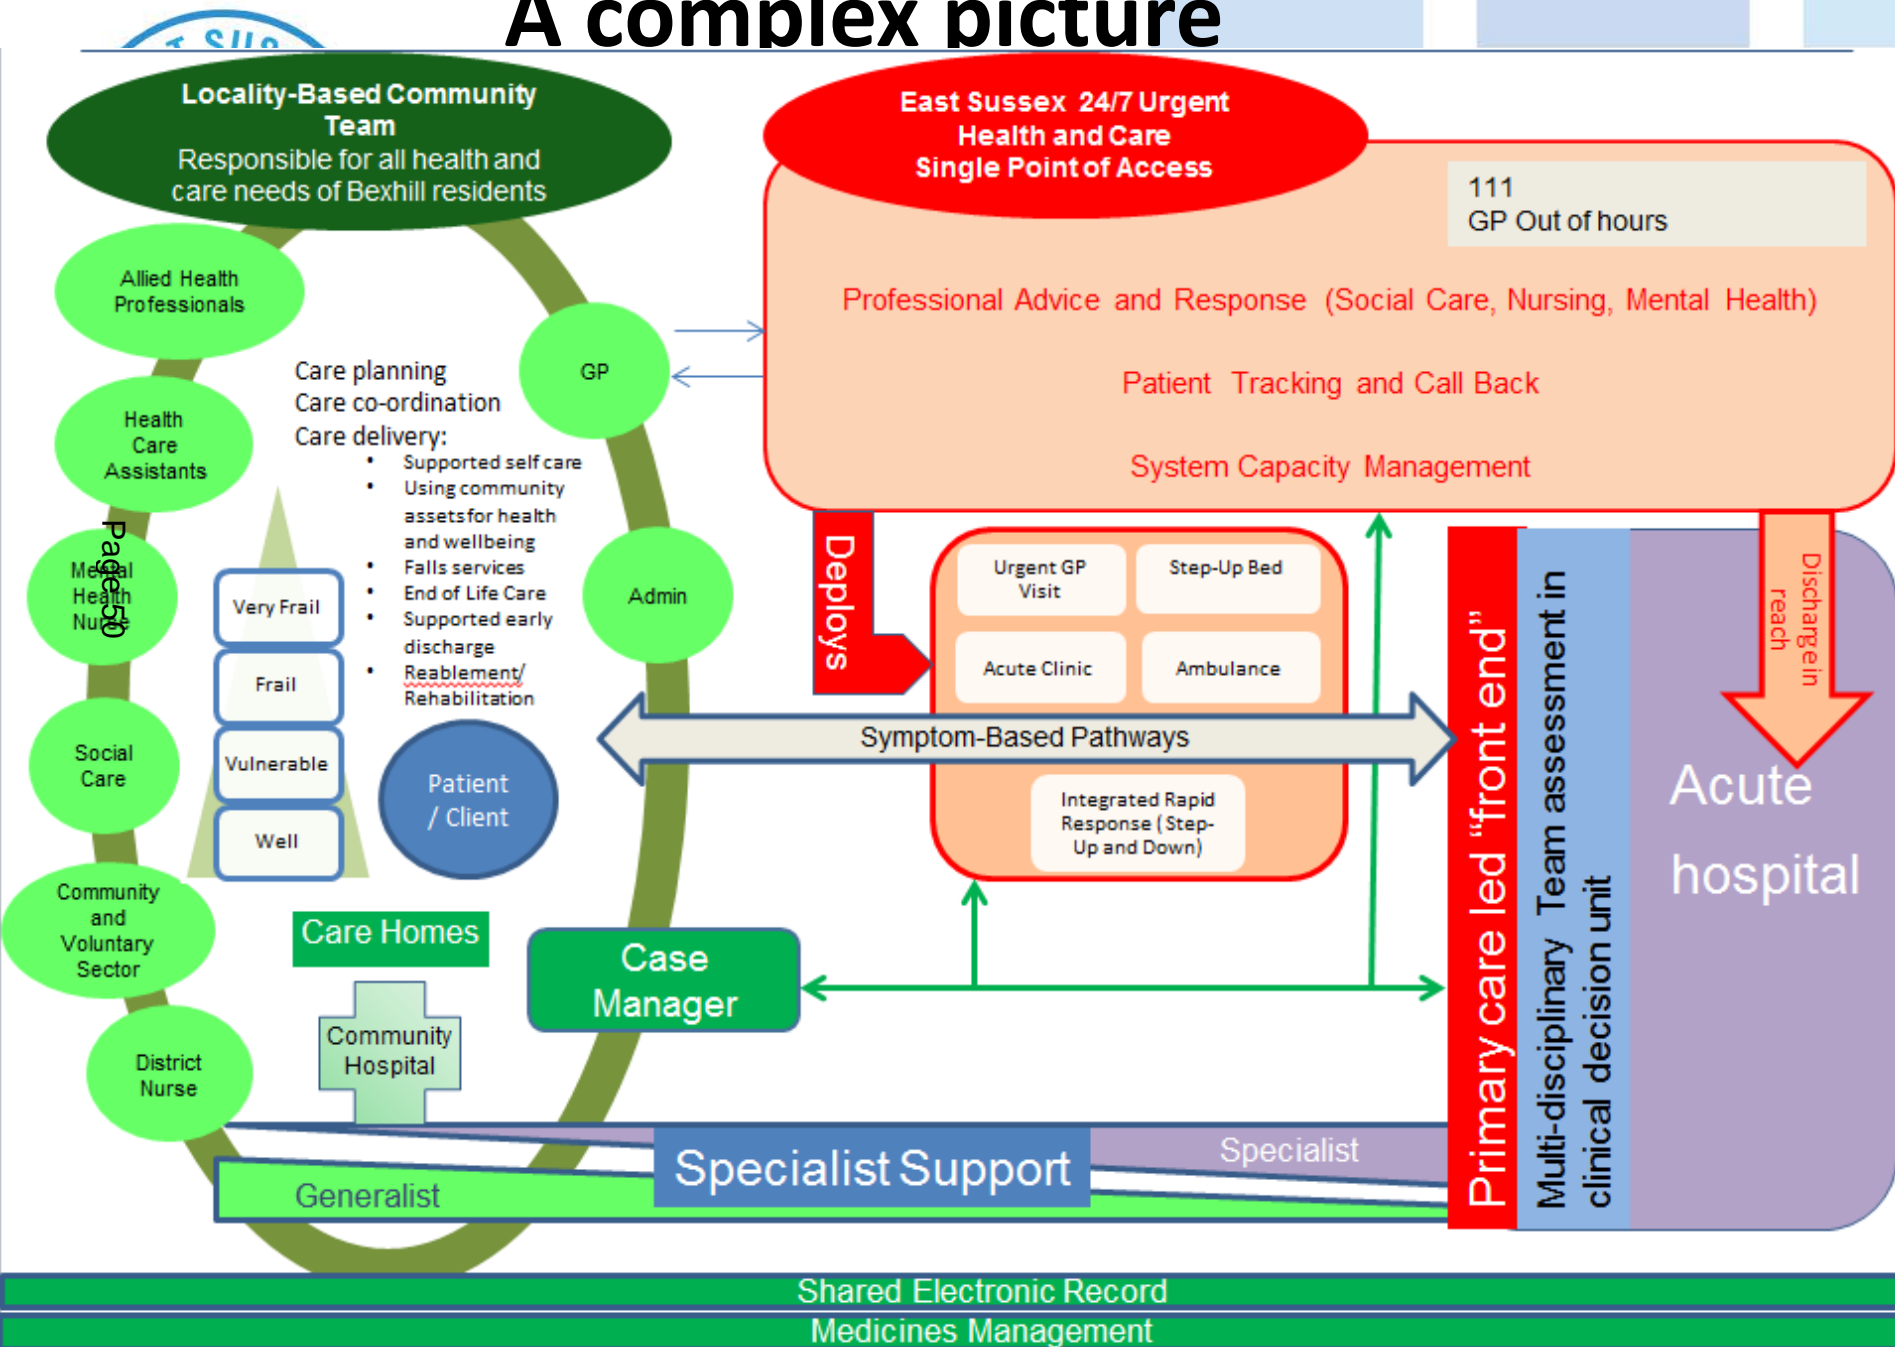 A complex picture
T SUS
Locality-Based Community
Team
Responsible for all health and
care needs of Bexhill residents
East Sussex 24/7 Urgent
Health and Care
Single Point of Access
111
GP Out of hours
Professional Advice and Response (Social Care, Nursing, Mental Health)
Patient Tracking and Call Back
System Capacity Management
Allied Health
Professionals
Health
Care
Assistants
Mental
Health
Nurse
Page 50
Social
Care
Community
and
Voluntary
Sector
District
Nurse
GP
Admin
Care planning
Care co-ordination
Care delivery:
• Supported self care
• Using community
assets for health
and wellbeing
• Falls services
• End of Life Care
• Supported early
discharge
• Reablement/
Rehabilitation
Very Frail
Frail
Vulnerable
Well
Patient
/ Client
Care Homes
Community
Hospital
Case
Manager
Deploys
Urgent GP
Visit
Step-Up Bed
Acute Clinic
Ambulance
Symptom-Based Pathways
Integrated Rapid
Response (Step-
Up and Down)
Primary care led “front end”
Multi-disciplinary Team assessment in
clinical decision unit
Discharge in
reach
Acute
hospital
Specialist Support
Specialist
Generalist
Shared Electronic Record
Medicines Management